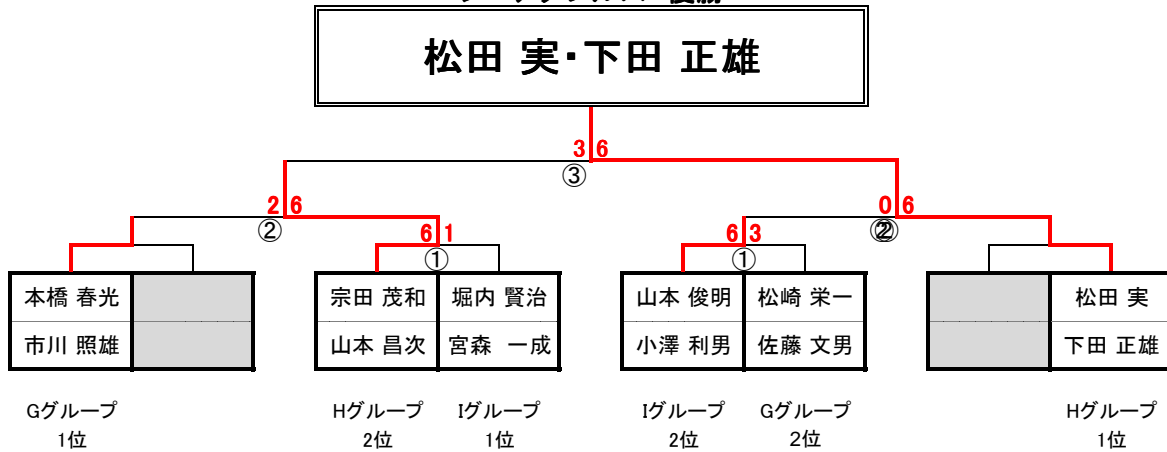 松田 実・下田 正雄
3 6
③
2 6
0 6
②
6 1
6 3
①
①
本橋 春光
宗田 茂和
堀内 賢治
山本 俊明
松崎 栄一
松田 実
市川 照雄
山本 昌次
宮森 一成
小澤 利男
佐藤 文男
下田 正雄
Gグループ
Hグループ
Iグループ
Iグループ
Gグループ
Hグループ
1位
2位
1位
2位
2位
1位